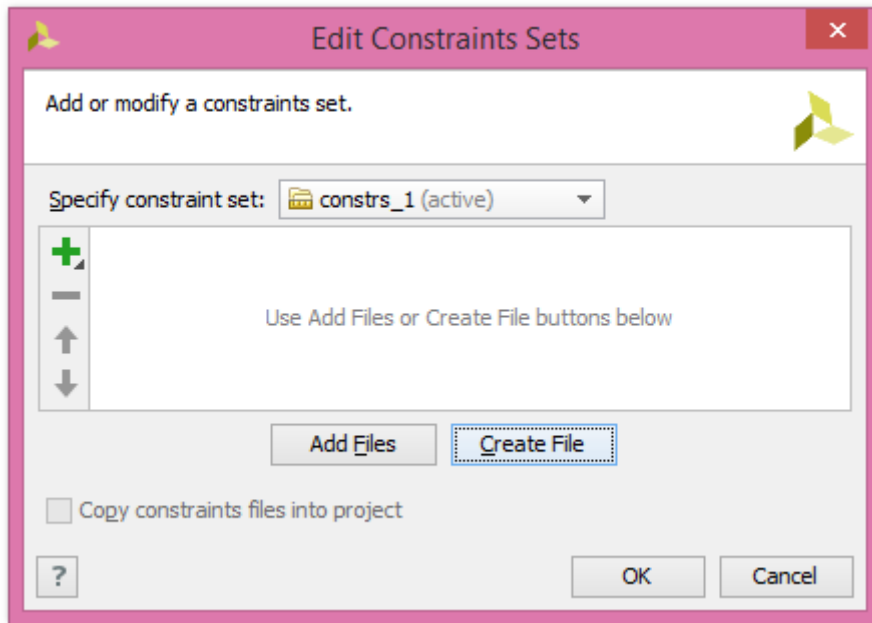 Edit Constraints Sets
Add or modify a constraints set.
Specify constraint set: constrs_1 (active)
Use Add Files or Create File buttons below
Add Files Create File
Copy constraints files into project
? OK Cancel